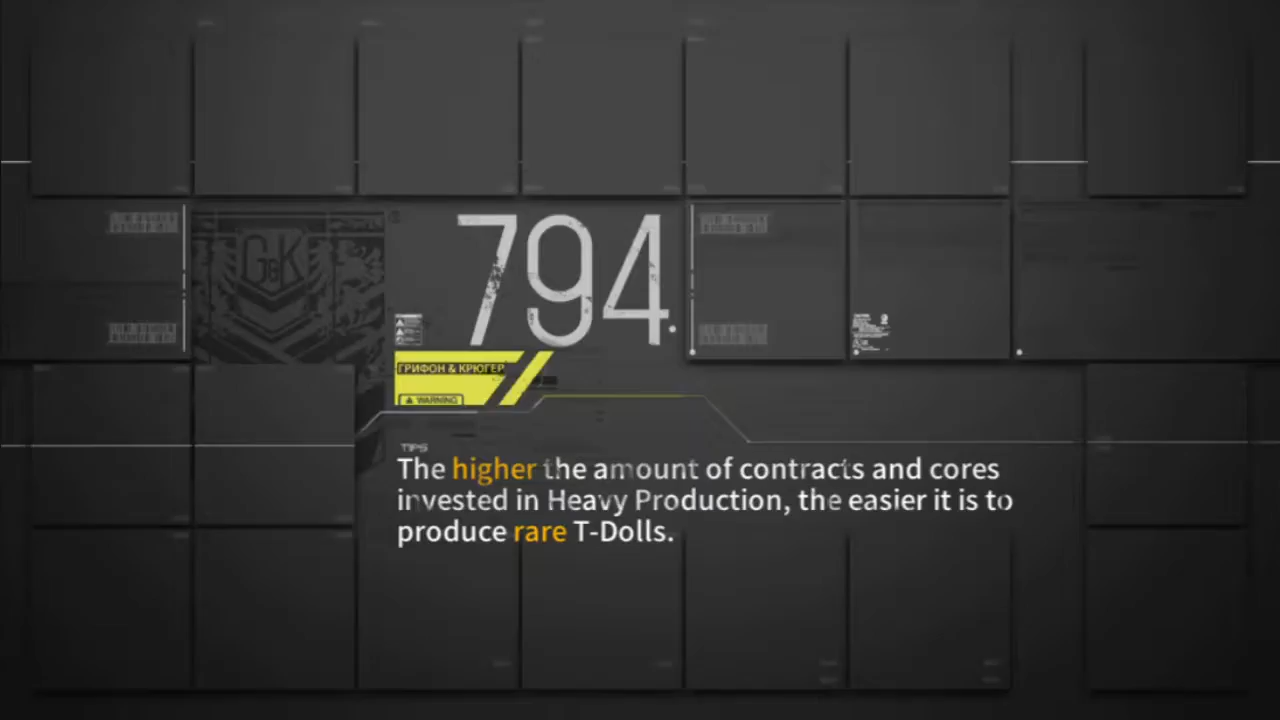 G&K
794.
ГРИФОН & КРЮГЕР
WARNING
TIPS
The higher the amount of contracts and cores
invested in Heavy Production, the easier it is to
produce rare T-Dolls.